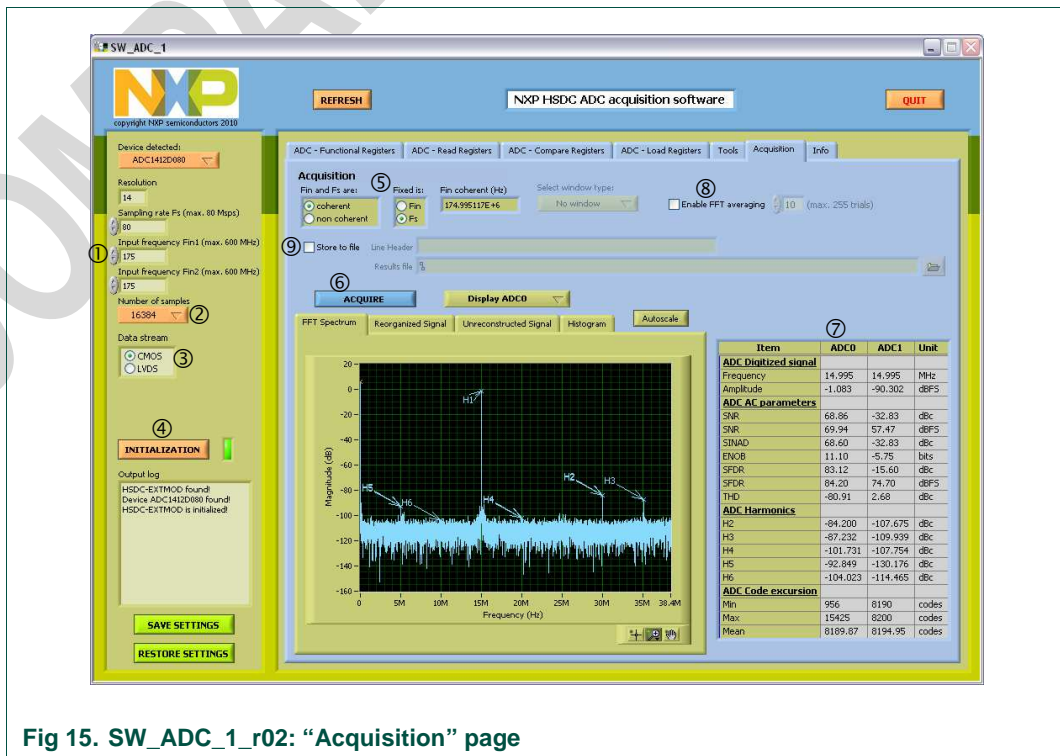 SW_ADC_1
NXP
copyright NXP semiconductors 2010
REFRESH
NXP HSDC ADC acquisition software
QUIT
Device detected:
ADC1412D080
Resolution
14
Sampling rate Fs (max. 80 Msps)
80
Input frequency Fin1 (max. 600 MHz)
① 175
Input frequency Fin2 (max. 600 MHz)
175
Number of samples
16384 ②
Data stream
CMOS ③
LVDS
④
INITIALIZATION
Output log
HSDC-EXTMOD found!
Device ADC1412D080 found!
HSDC-EXTMOD is initialized!
SAVE SETTINGS
RESTORE SETTINGS
ADC - Functional Registers ADC - Read Registers ADC - Compare Registers ADC - Load Registers Tools Acquisition Info
Acquisition
Fin and Fs are: ⑤ Fixed is: Fin coherent (Hz) Select window type: ⑧
coherent Fin 174.995117E+6 No window Enable FFT averaging 10 (max. 255 trials)
non coherent Fs
⑨ Store to file Line Header
Results file
⑥
ACQUIRE Display ADC0
FFT Spectrum Reorganized Signal Unreconstructed Signal Histogram Autoscale
Magnitude (dB)
20
0
-20
-40
-60
-80
-100
-120
-140
-160
H1
H5
H6
H4
H2
H3
0 5M 10M 15M 20M 25M 30M 35M 38.4M
Frequency (Hz)
⑦
Item ADC0 ADC1 Unit
ADC Digitized signal
Frequency 14.995 14.995 MHz
Amplitude -1.083 -90.302 dBFS
ADC AC parameters
SNR 68.86 -32.83 dBc
SNR 69.94 57.47 dBFS
SINAD 68.60 -32.83 dBc
ENOB 11.10 -5.75 bits
SFDR 83.12 -15.60 dBc
SFDR 84.20 74.70 dBFS
THD -80.91 2.68 dBc
ADC Harmonics
H2 -84.200 -107.675 dBc
H3 -87.232 -109.939 dBc
H4 -101.731 -107.754 dBc
H5 -92.849 -130.176 dBc
H6 -104.023 -114.465 dBc
ADC Code excursion
Min 956 8190 codes
Max 15425 8200 codes
Mean 8189.87 8194.95 codes
Fig 15. SW_ADC_1_r02: “Acquisition” page